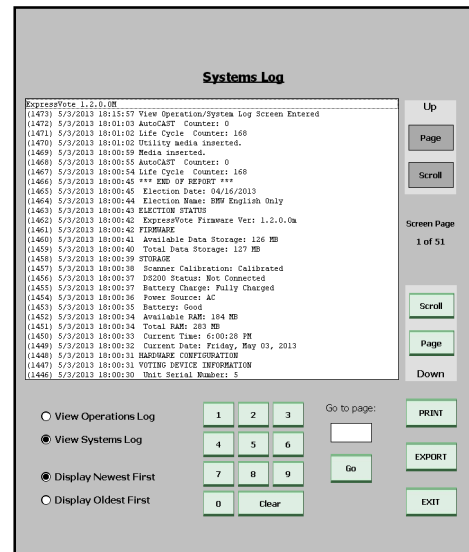 Systems Log
ExpressVote 1.2.0.0M
(1473) 5/3/2013 18:15:57 View Operation/System Log Screen Entered
(1472) 5/3/2013 18:01:03 AutoCAST Counter: 0
(1471) 5/3/2013 18:01:02 Life Cycle Counter: 168
(1470) 5/3/2013 18:01:02 Utility media inserted.
(1469) 5/3/2013 18:00:59 Media inserted.
(1468) 5/3/2013 18:00:55 AutoCAST Counter: 0
(1467) 5/3/2013 18:00:54 Life Cycle Counter: 168
(1466) 5/3/2013 18:00:45 *** END OF REPORT ***
(1465) 5/3/2013 18:00:45 Election Date: 04/16/2013
(1464) 5/3/2013 18:00:44 Election Name: BMW English Only
(1463) 5/3/2013 18:00:43 ELECTION STATUS
(1462) 5/3/2013 18:00:42 ExpressVote Firmware Ver: 1.2.0.0m
(1461) 5/3/2013 18:00:42 FIRMWARE
(1460) 5/3/2013 18:00:41 Available Data Storage: 126 MB
(1459) 5/3/2013 18:00:40 Total Data Storage: 127 MB
(1458) 5/3/2013 18:00:39 STORAGE
(1457) 5/3/2013 18:00:38 Scanner Calibration: Calibrated
(1456) 5/3/2013 18:00:37 DS200 Status: Not Connected
(1455) 5/3/2013 18:00:37 Battery Charge: Fully Charged
(1454) 5/3/2013 18:00:36 Power Source: AC
(1453) 5/3/2013 18:00:35 Battery: Good
(1452) 5/3/2013 18:00:34 Available RAM: 184 MB
(1451) 5/3/2013 18:00:34 Total RAM: 283 MB
(1450) 5/3/2013 18:00:33 Current Time: 6:00:28 PM
(1449) 5/3/2013 18:00:32 Current Date: Friday, May 03, 2013
(1448) 5/3/2013 18:00:31 HARDWARE CONFIGURATION
(1447) 5/3/2013 18:00:31 VOTING DEVICE INFORMATION
(1446) 5/3/2013 18:00:30 Unit Serial Number: 5
Up
Page
Scroll
Screen Page
1 of 51
Scroll
Page
Down
View Operations Log
View Systems Log
Display Newest First
Display Oldest First
1 2 3
4 5 6
7 8 9
0 Clear
Go to page:
Go
PRINT
EXPORT
EXIT